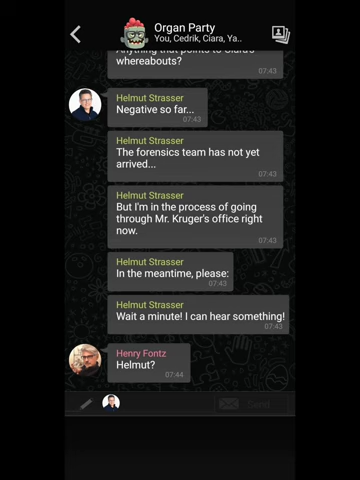 Organ Party
You, Cedrik, Ciara, Ya..
Anything that points to Ciara's
whereabouts?
07:43
Helmut Strasser
Negative so far...
07:43
Helmut Strasser
The forensics team has not yet
arrived...
07:43
Helmut Strasser
But I'm in the process of going
through Mr. Kruger's office right
now.
07:43
Helmut Strasser
In the meantime, please:
07:43
Helmut Strasser
Wait a minute! I can hear something!
07:43
Henry Fontz
Helmut?
07:44
Send